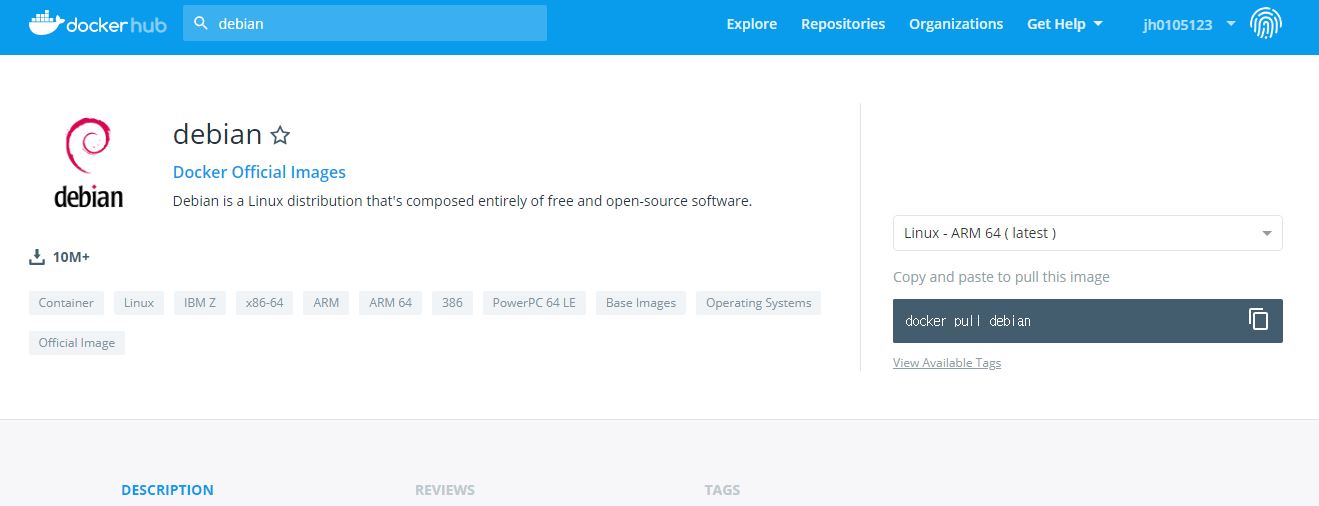 docker hub
debian
Explore
Repositories
Organizations
Get Help
jh0105123
debian
debian
Docker Official Images
Debian is a Linux distribution that's composed entirely of free and open-source software.
10M+
Container Linux IBM Z x86-64 ARM ARM 64 386 PowerPC 64 LE Base Images Operating Systems
Official Image
Linux - ARM 64 ( latest )
Copy and paste to pull this image
docker pull debian
View Available Tags
DESCRIPTION
REVIEWS
TAGS